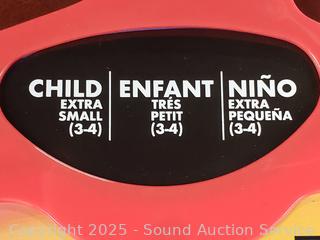 CHILD
EXTRA
SMALL
(3-4)
ENFANT
TRÉS
PETIT
(3-4)
NIÑO
EXTRA
PEQUEÑA
(3-4)
Copyright 2025 - Sound Auction Service